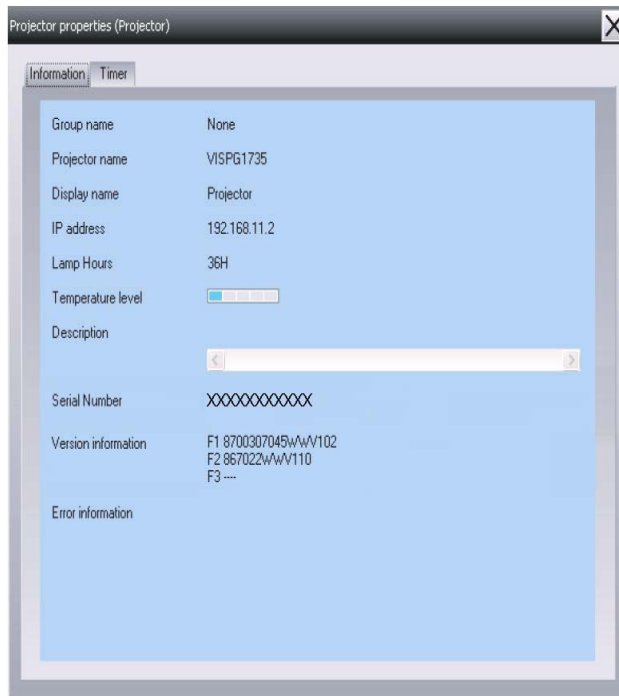 Projector properties (Projector)
Information Timer
Group name None
Projector name VISPG1735
Display name Projector
IP address 192.168.11.2
Lamp Hours 36H
Temperature level
Description
Serial Number XXXXXXXXXXX
Version information F1 8700307045WWV102
F2 867022WWV110
F3 ----
Error information